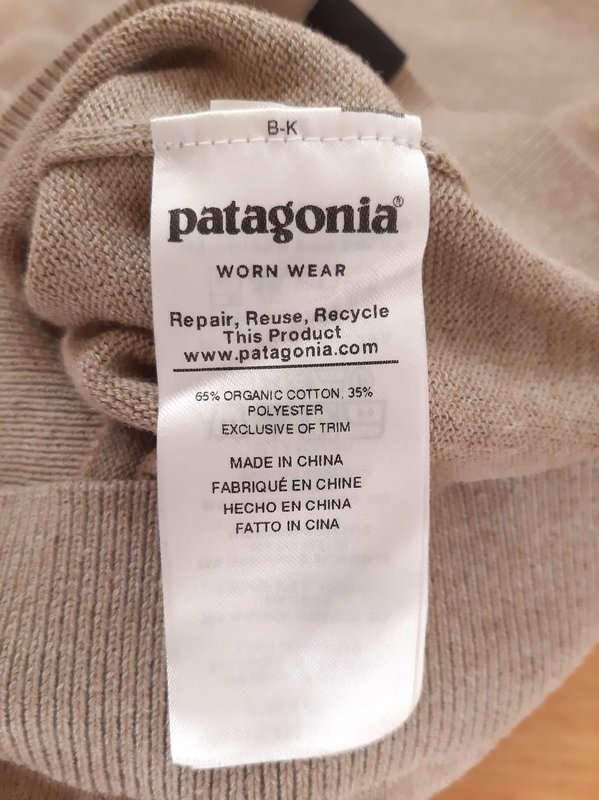 B-K
patagonia®
WORN WEAR
Repair, Reuse, Recycle
This Product
www.patagonia.com
65% ORGANIC COTTON, 35%
POLYESTER
EXCLUSIVE OF TRIM
MADE IN CHINA
FABRIQUÉ EN CHINE
HECHO EN CHINA
FATTO IN CINA